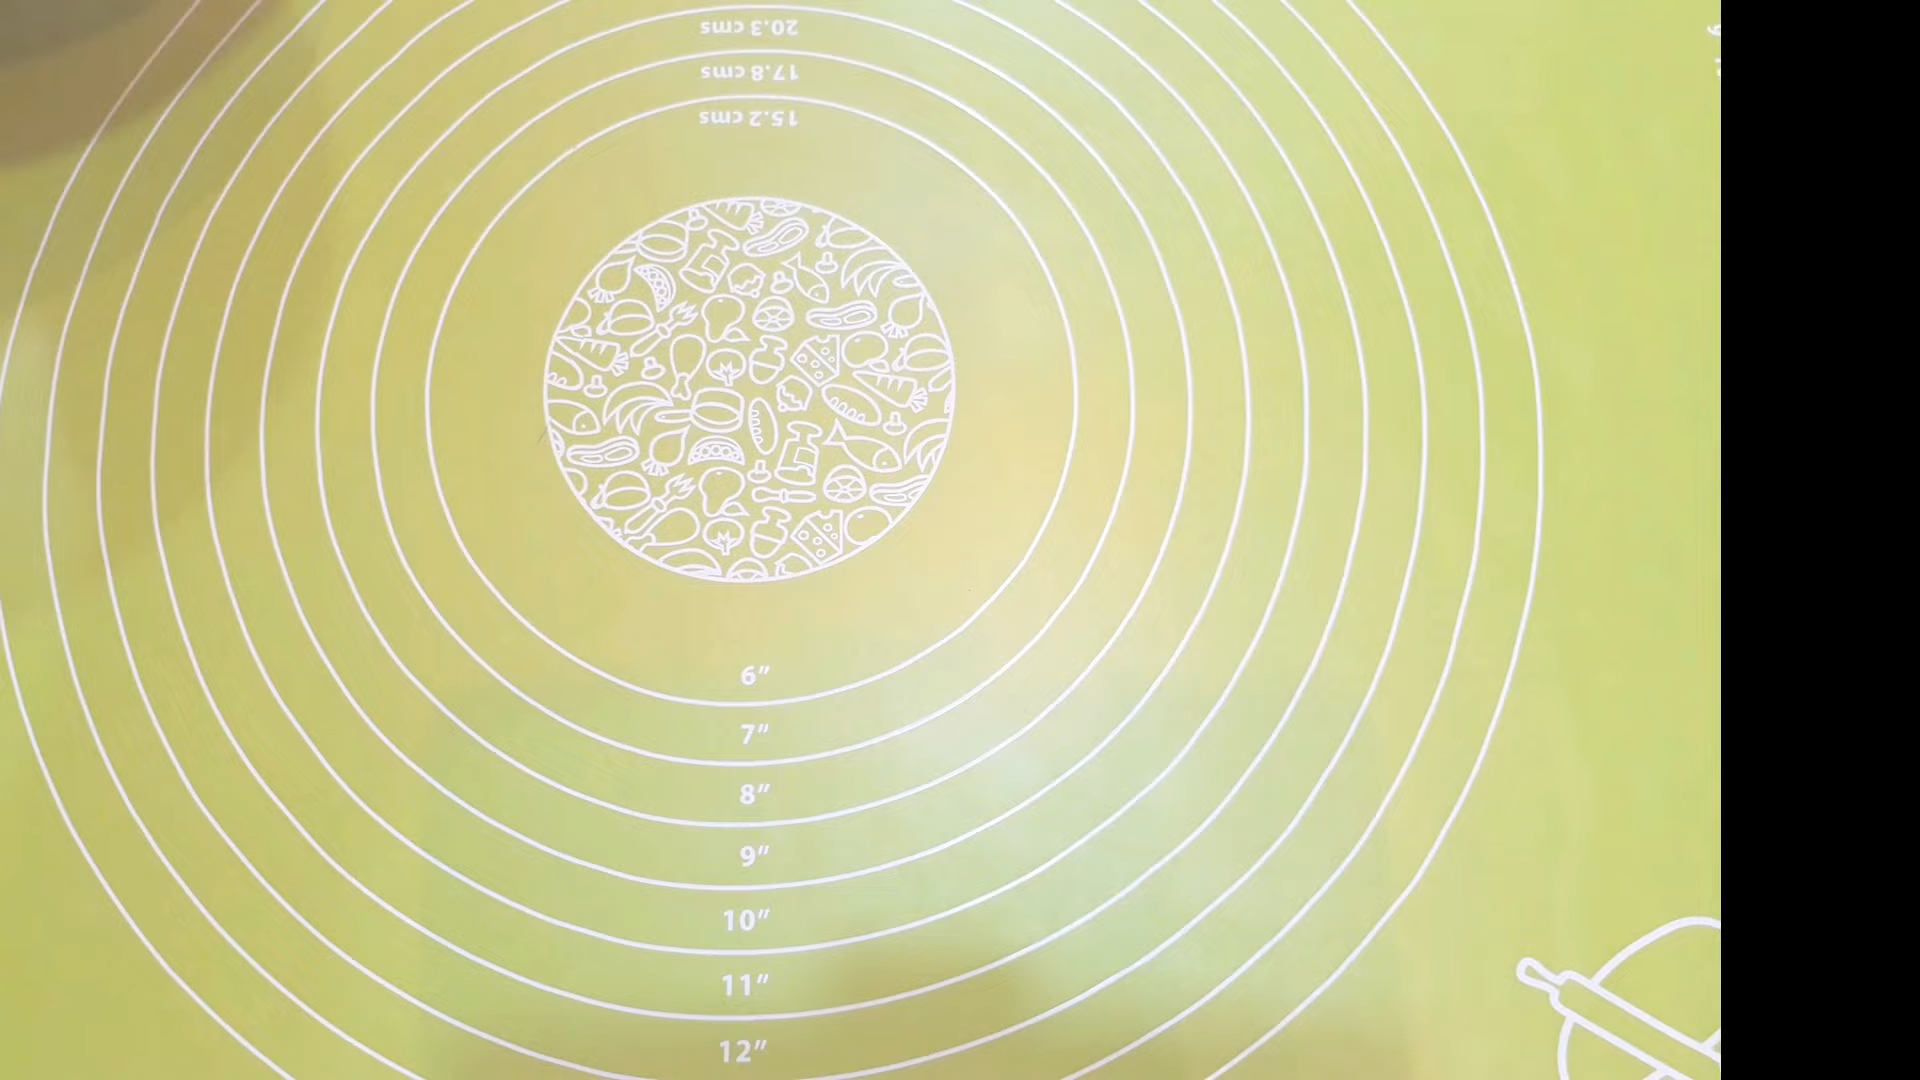 20.3 cms
17.8 cms
15.2 cms
6”
7”
8”
9”
10”
11”
12”